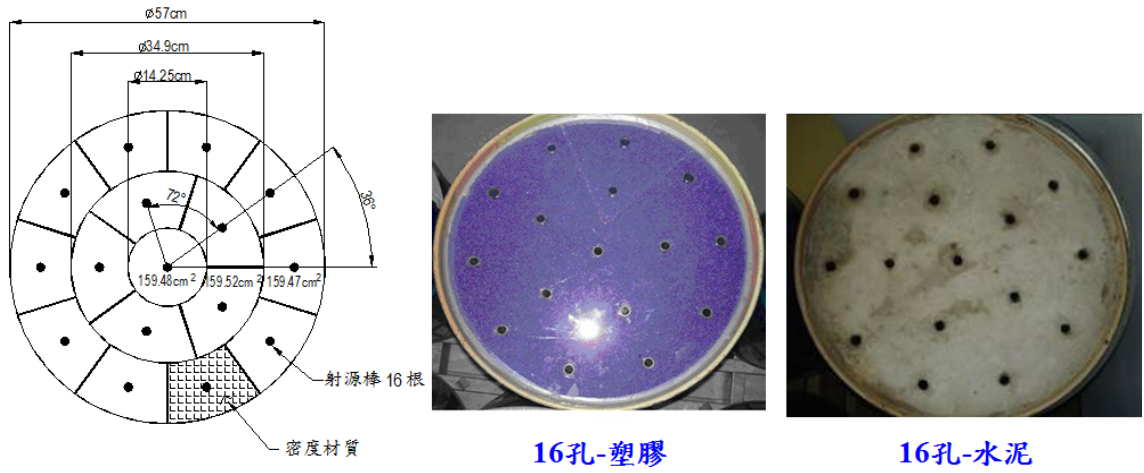 ø57cm
ø34.9cm
ø14.25cm
72°
36°
159.48cm²
159.52cm²
159.47cm²
射源棒 16 根
密度材質
16孔-塑膠
16孔-水泥